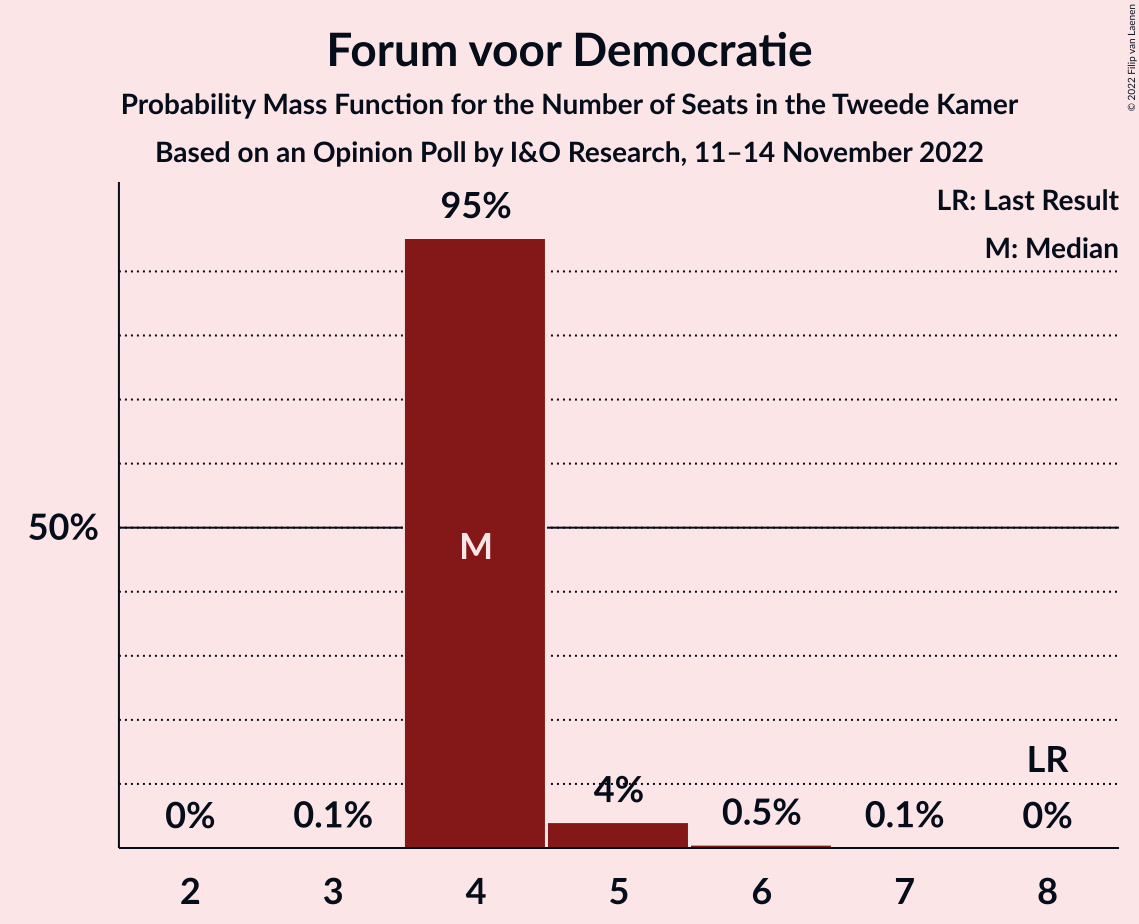 Forum voor Democratie
Probability Mass Function for the Number of Seats in the Tweede Kamer
Based on an Opinion Poll by I&O Research, 11–14 November 2022
© 2022 Filip van Laenen
LR: Last Result
M: Median
95%
50%
M
LR
0%
0.1%
4%
0.5%
0.1%
0%
2
3
4
5
6
7
8